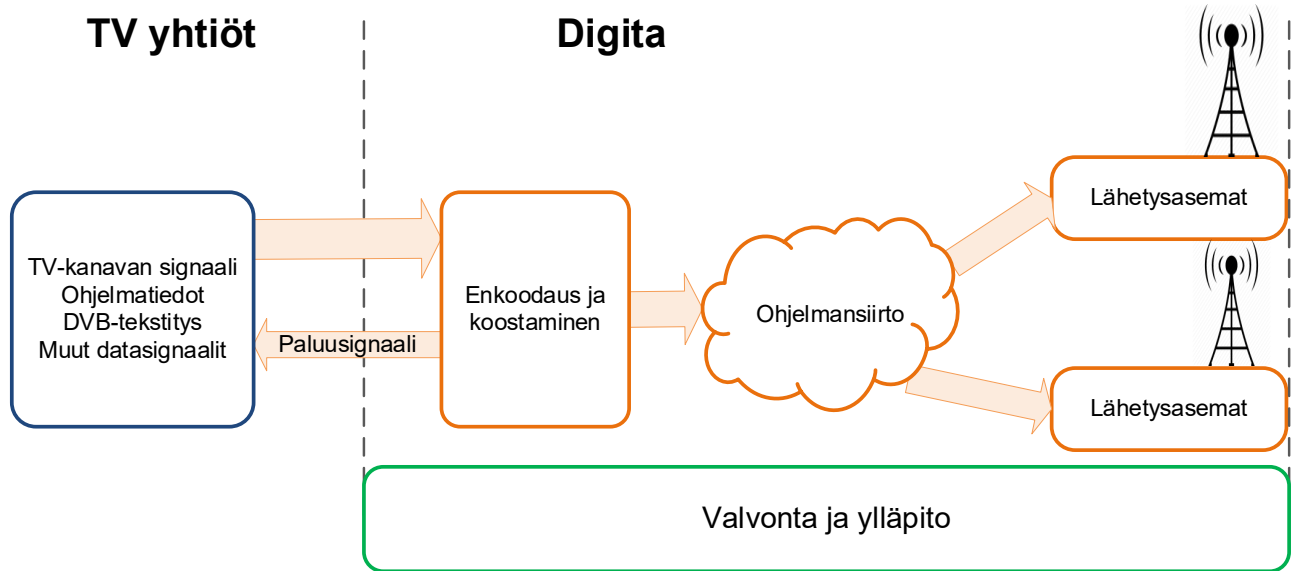 TV yhtiöt
Digita
TV-kanavan signaali
Ohjelmatiedot
DVB-tekstitys
Muut datasignaalit
Paluusignaali
Enkoodaus ja
koostaminen
Ohjelmansiirto
Lähetysasemat
Lähetysasemat
Valvonta ja ylläpito